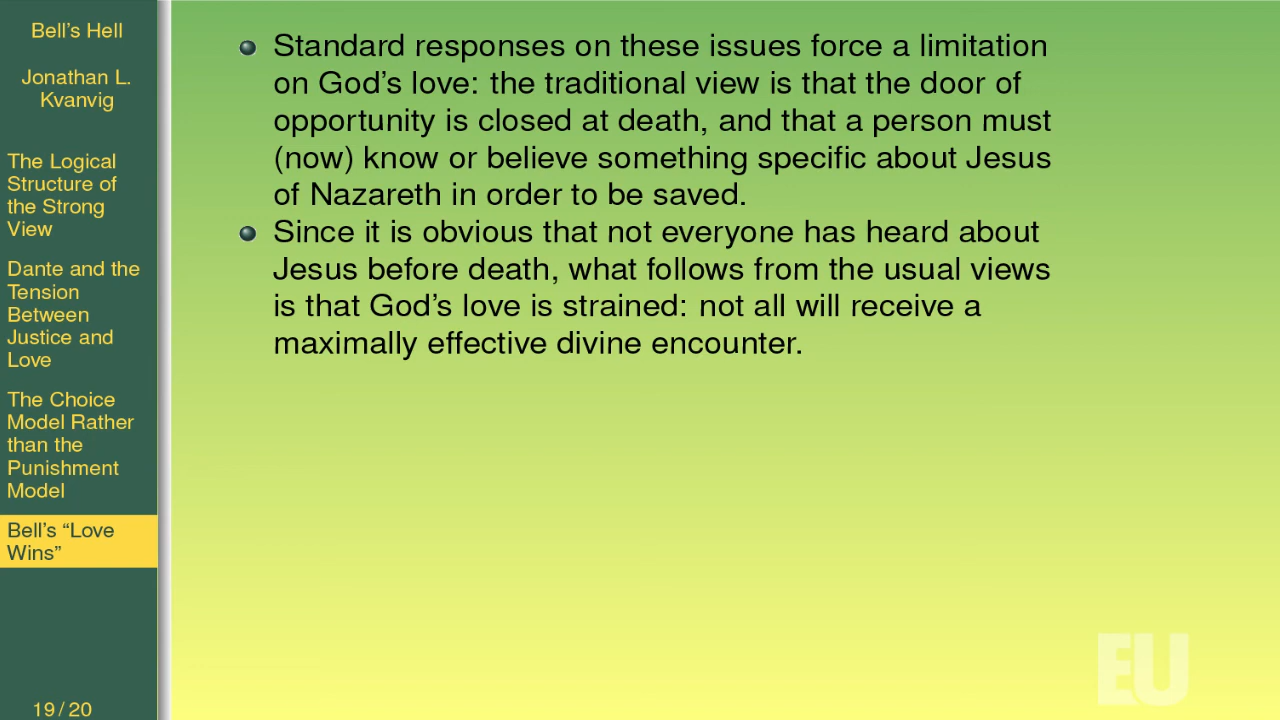 Bell's Hell
Jonathan L.
Kvanvig
The Logical
Structure of
the Strong
View
Dante and the
Tension
Between
Justice and
Love
The Choice
Model Rather
than the
Punishment
Model
Bell's “Love
Wins”
19 / 20
Standard responses on these issues force a limitation
on God's love: the traditional view is that the door of
opportunity is closed at death, and that a person must
(now) know or believe something specific about Jesus
of Nazareth in order to be saved.
Since it is obvious that not everyone has heard about
Jesus before death, what follows from the usual views
is that God's love is strained: not all will receive a
maximally effective divine encounter.
EU